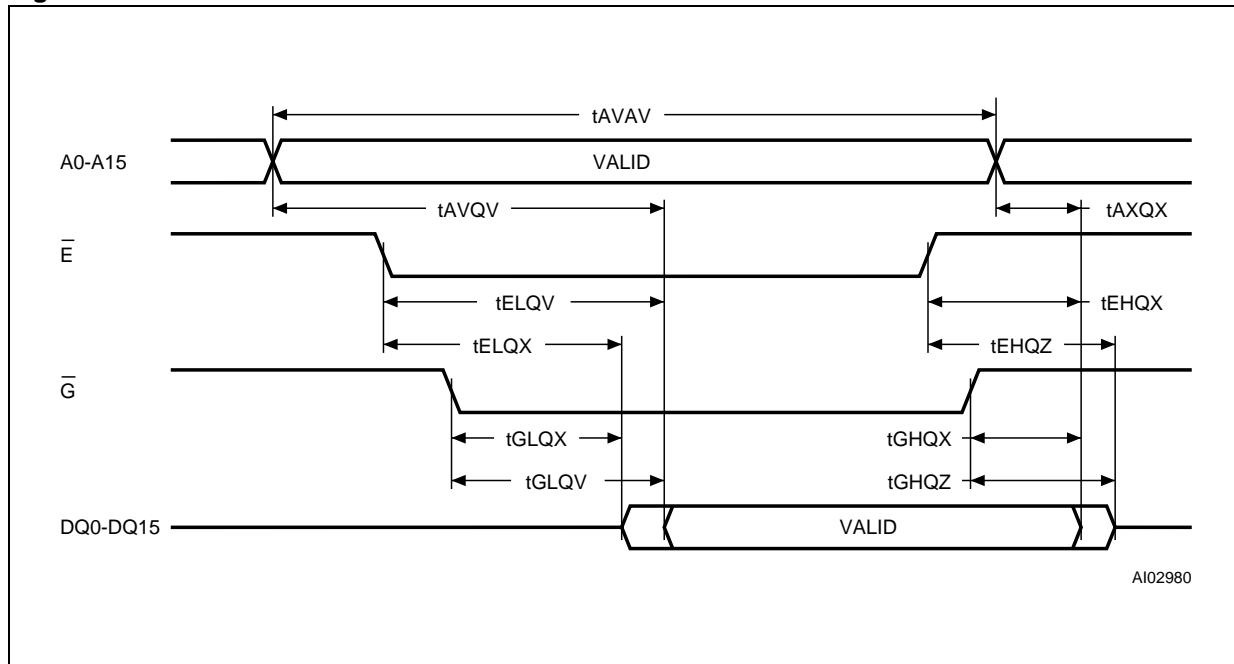 tAVAV
A0-A15 VALID
tAVQV tAXQX
E
tELQV tEHQX
tELQX tEHQZ
G
tGLQX tGHQX
tGLQV tGHQZ
DQ0-DQ15 VALID
AI02980